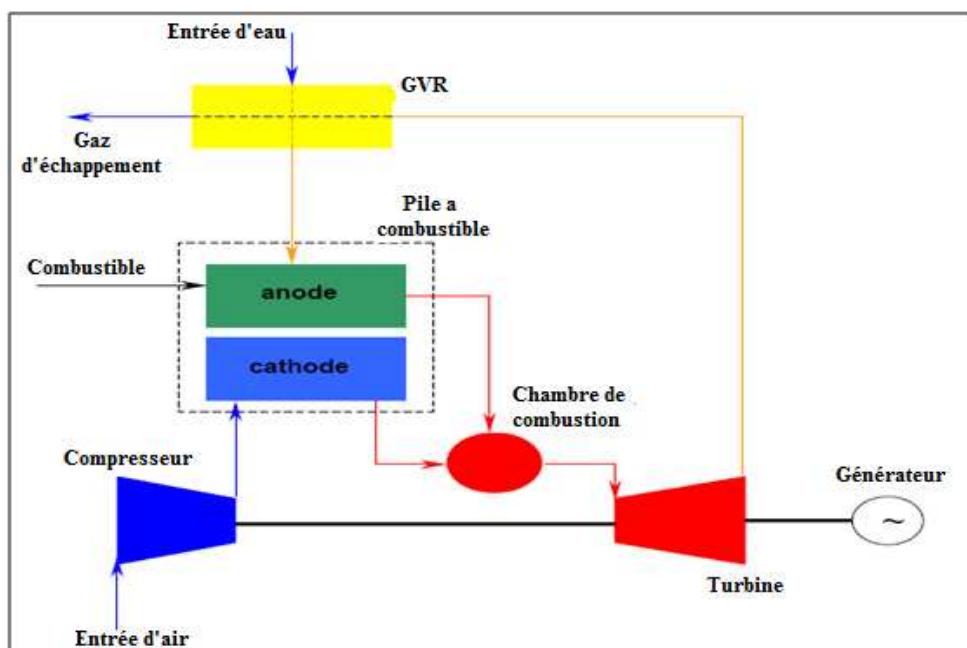 Entrée d'eau
GVR
Gaz
d'échappement
Pile a
combustible
Combustible
anode
cathode
Chambre de
combustion
Compresseur
Générateur
~
Turbine
Entrée d'air